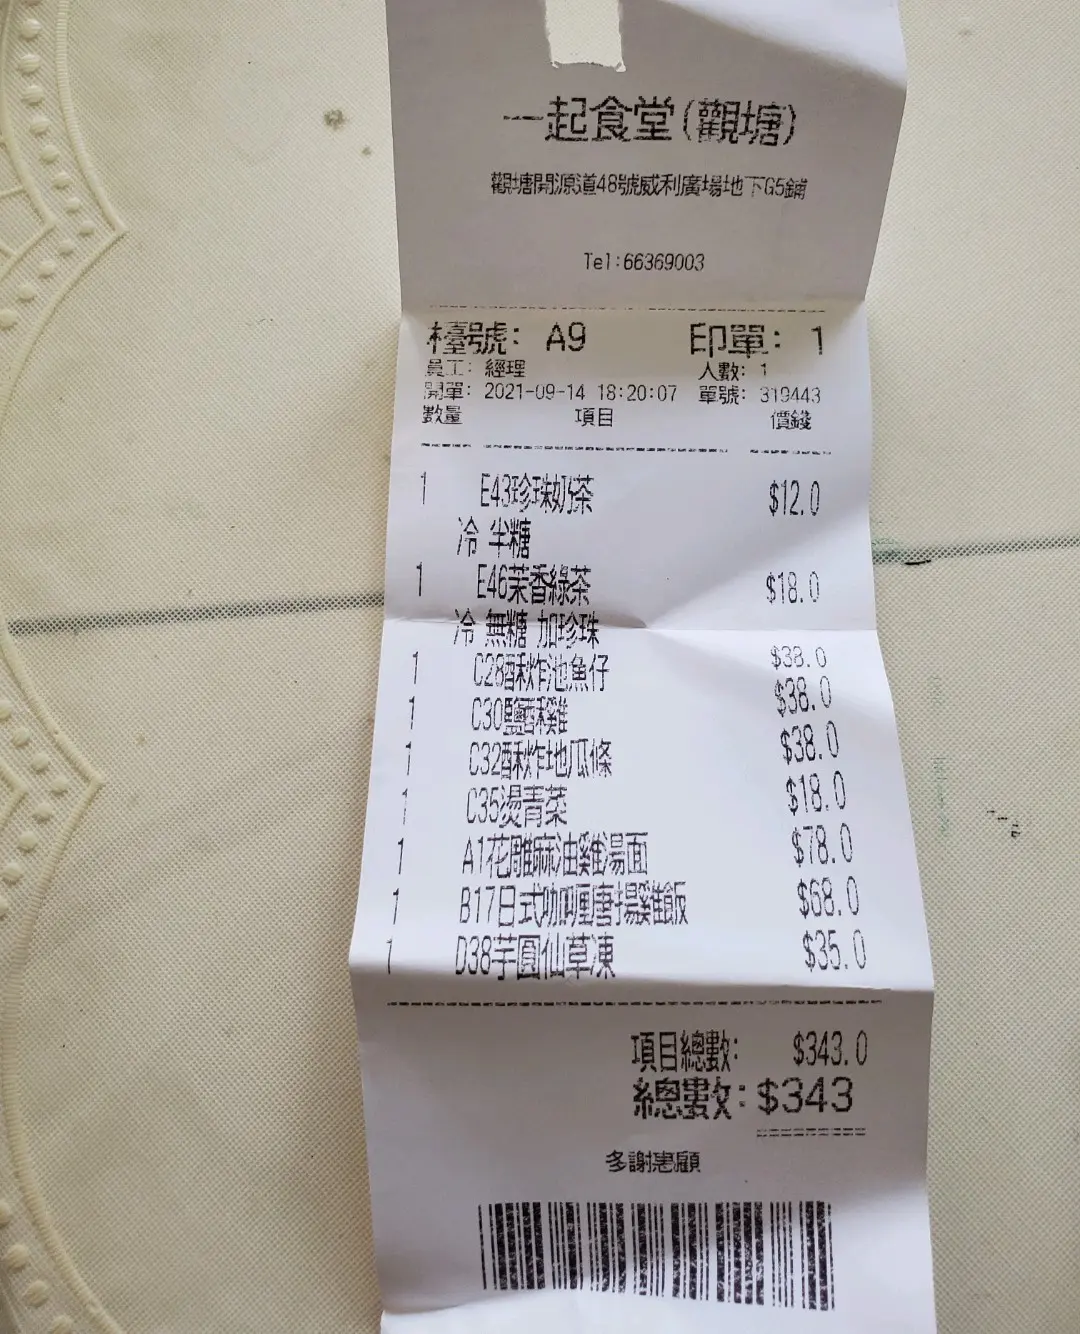 一起食堂(觀塘)
觀塘開源道48號威利廣場地下G5鋪
Tel:66369003
檯號: A9 印單: 1
員工: 經理 人數: 1
開單: 2021-09-14 18:20:07 單號: 319443
數量 項目 價錢
1 E43珍珠奶茶 $12.0
冷 半糖
1 E46茉香綠茶 $18.0
冷 無糖 加珍珠
1 C28酥炸池魚仔 $38.0
1 C30鹽酥雞 $38.0
1 C32酥炸地瓜條 $38.0
1 C35燙青菜 $18.0
1 A1花雕麻油雞湯面 $78.0
1 B17日式咖喱唐揚雞飯 $68.0
1 D38芋圓仙草凍 $35.0
項目總數: $343.0
總數: $343
多謝惠顧